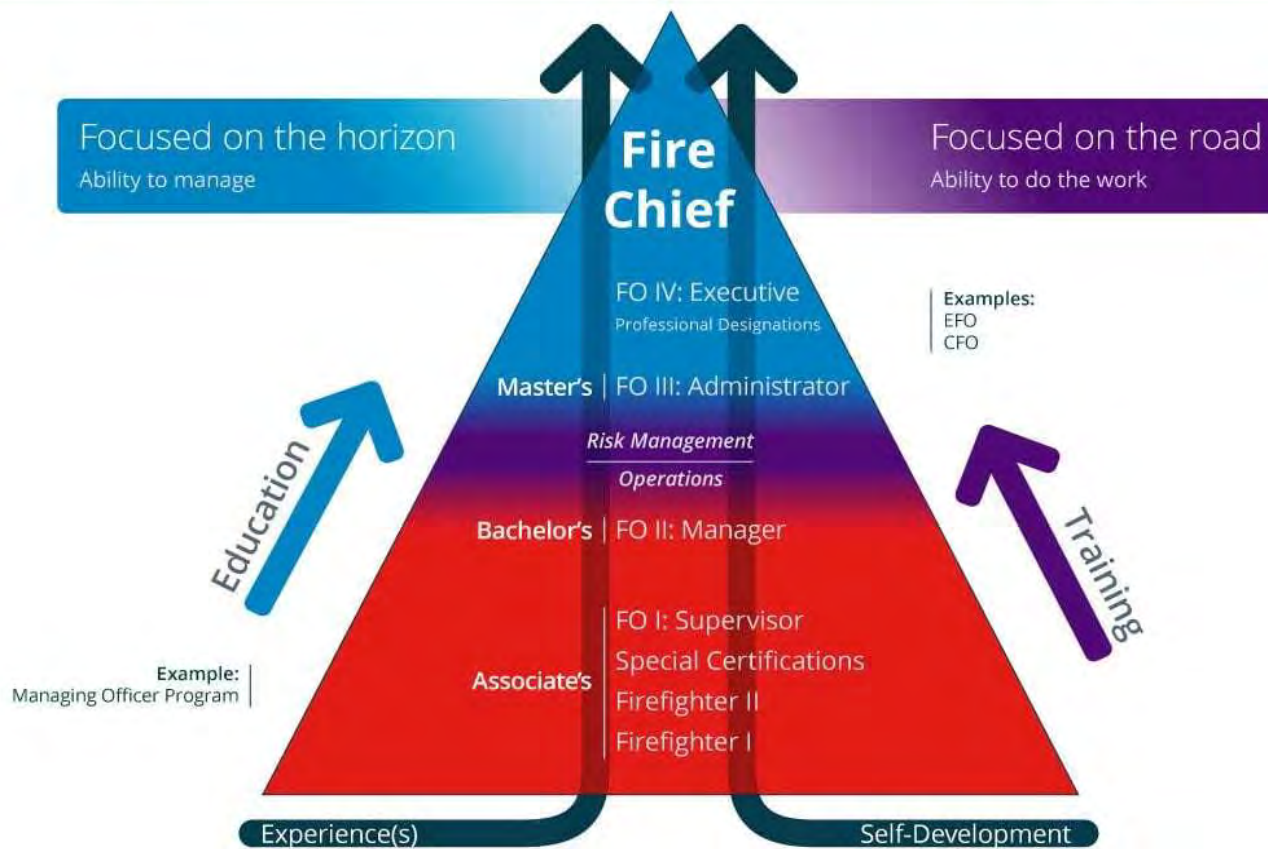 Focused on the horizon
Ability to manage
Focused on the road
Ability to do the work
Fire
Chief
FO IV: Executive
Professional Designations
Examples:
EFO
CFO
Master's
FO III: Administrator
Risk Management
Operations
Education
Training
Bachelor's
FO II: Manager
Associate's
FO I: Supervisor
Special Certifications
Firefighter II
Firefighter I
Example:
Managing Officer Program
Experience(s)
Self-Development